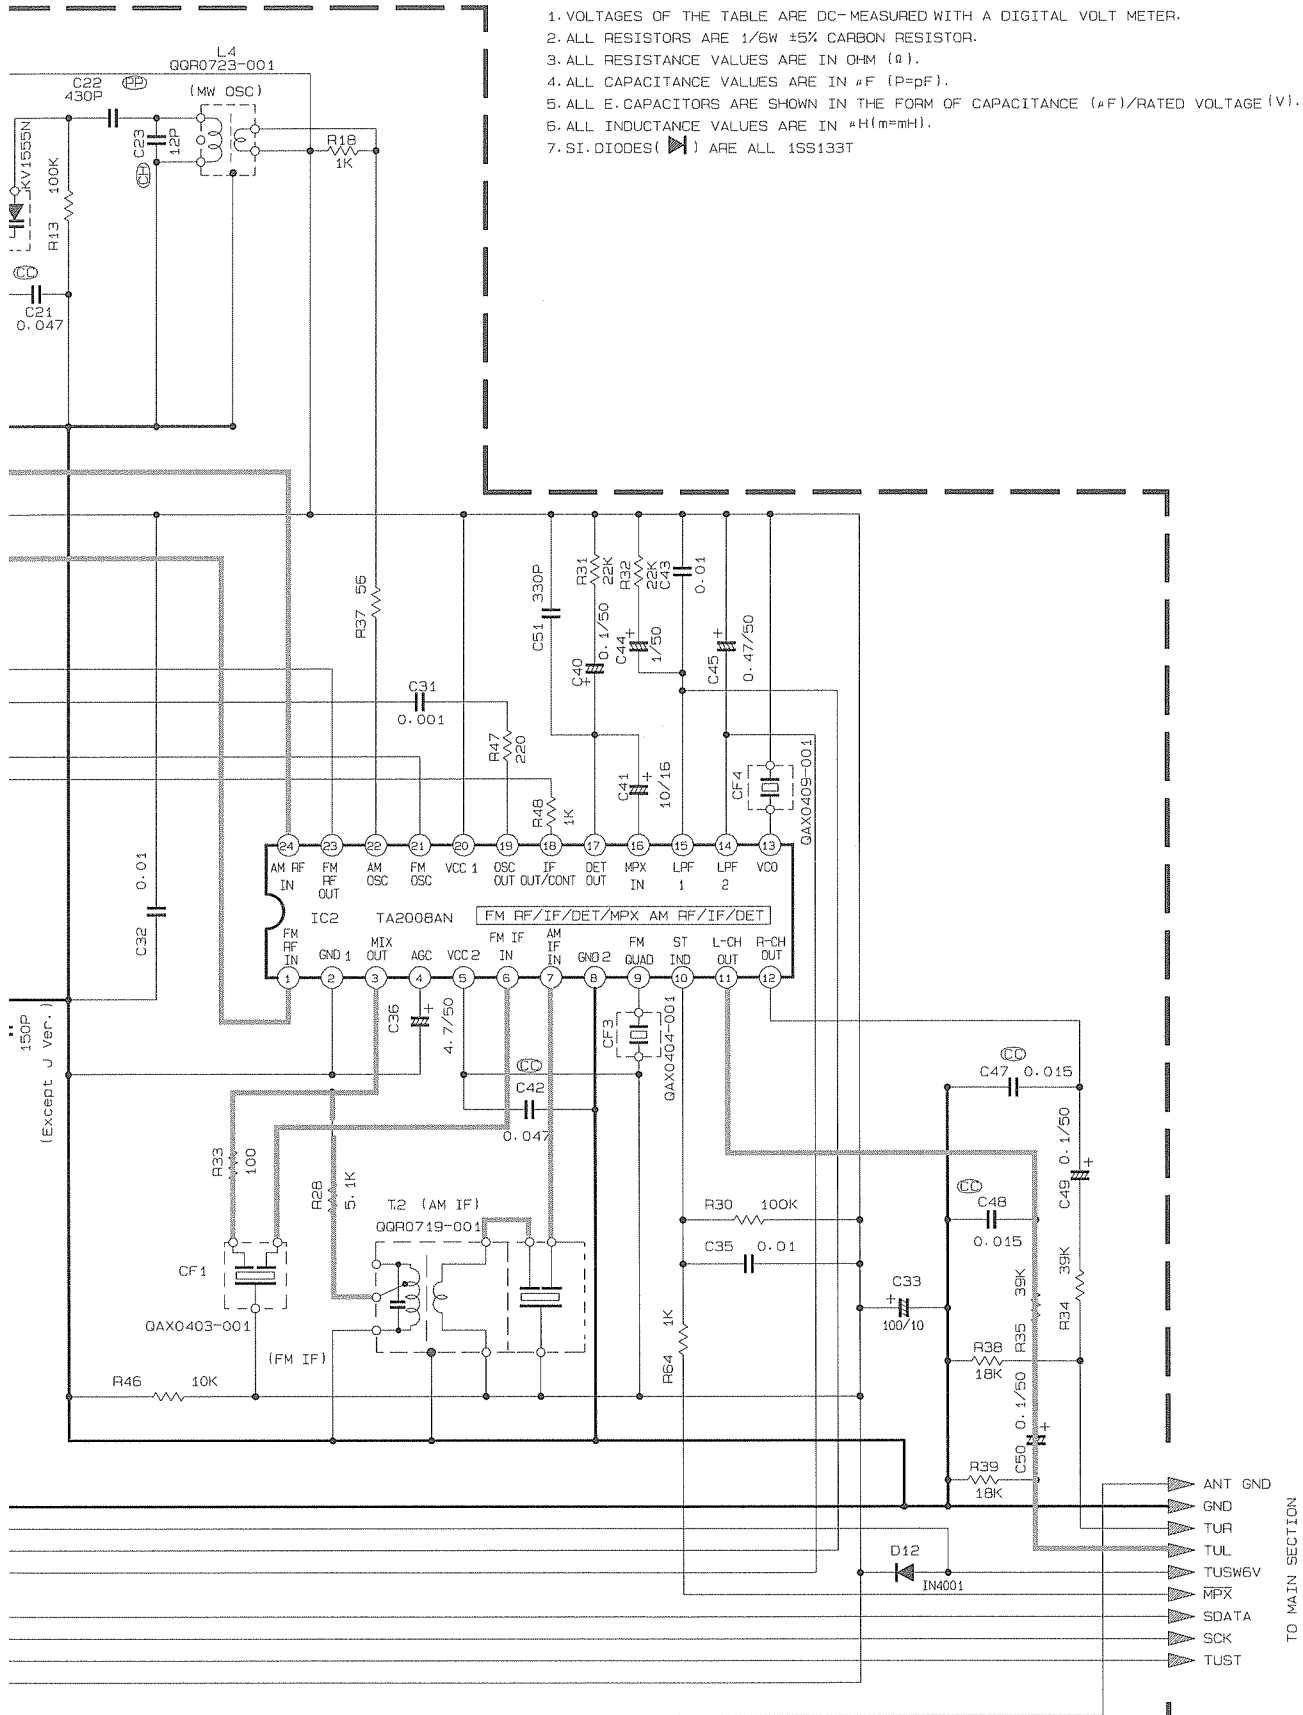 1. VOLTAGES OF THE TABLE ARE DC-MEASURED WITH A DIGITAL VOLT METER.
2. ALL RESISTORS ARE 1/6W ±5% CARBON RESISTOR.
3. ALL RESISTANCE VALUES ARE IN OHM (Ω).
4. ALL CAPACITANCE VALUES ARE IN μF (P=pF).
5. ALL E.CAPACITORS ARE SHOWN IN THE FORM OF CAPACITANCE (μF)/RATED VOLTAGE (V).
6. ALL INDUCTANCE VALUES ARE IN μH(m=mH).
7. SI.DIODES( ) ARE ALL 1SS133T
L4
QQR0723-001
(MW OSC)
C22
430P
PP
C23
12P
CH
R18
1K
KV1555N
R13 100K
CC
C21
0.047
R37 56
C51 330P
R31
22K
R32
22K
C43
0.01
C40
0.1/50
+
C44
1/50
+
C45
0.47/50
+
C31
0.001
R47
220
R48
1K
C41
10/16
+
CF4
QAX0409-001
C32 0.01
24 23 22 21 20 19 18 17 16 15 14 13
AM RF IN
FM RF OUT
AM OSC
FM OSC
VCC 1
OSC OUT
IF OUT/CONT
DET OUT
MPX IN
LPF 1
LPF 2
VCO
IC2 TA2008AN FM RF/IF/DET/MPX AM RF/IF/DET
FM RF IN
GND 1
MIX OUT
AGC
VCC 2
FM IF IN
AM IF IN
GND 2
FM QUAD
ST IND
L-CH OUT
R-CH OUT
1 2 3 4 5 6 7 8 9 10 11 12
150P
(Except J Ver.)
C36
4.7/50
+
CC
C42
0.047
CF3
QAX0404-001
R33
100
R28
5.1K
T2 (AM IF)
QQR0719-001
CF1
QAX0403-001
(FM IF)
R46 10K
R30 100K
C35 0.01
R64 1K
C33
+
100/10
CC
C47 0.015
C49 0.1/50
+
CC
C48
0.015
R35 39K
R34 39K
R38
18K
C50 0.1/50
+
R39
18K
D12
IN4001
ANT GND
GND
TUR
TUL
TUSW6V
MPX
SDATA
SCK
TUST
TO MAIN SECTION